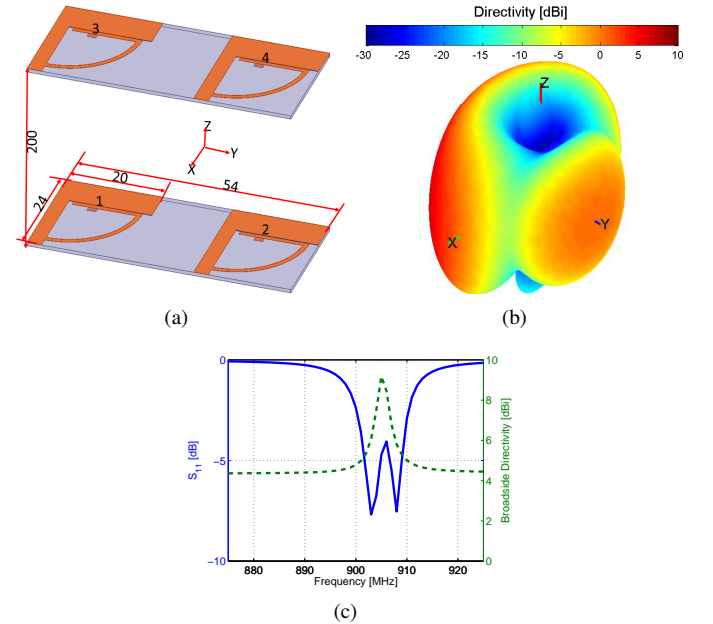 Directivity [dBi]
-30 -25 -20 -15 -10 -5 0 5 10
3
4
200
Z
Y
X
24
20
54
1
2
Z
X
Y
(a)
(b)
0
−5
−10
S11 [dB]
10
8
6
4
2
0
Broadside Directivity [dBi]
880 890 900 910 920
Frequency [MHz]
(c)